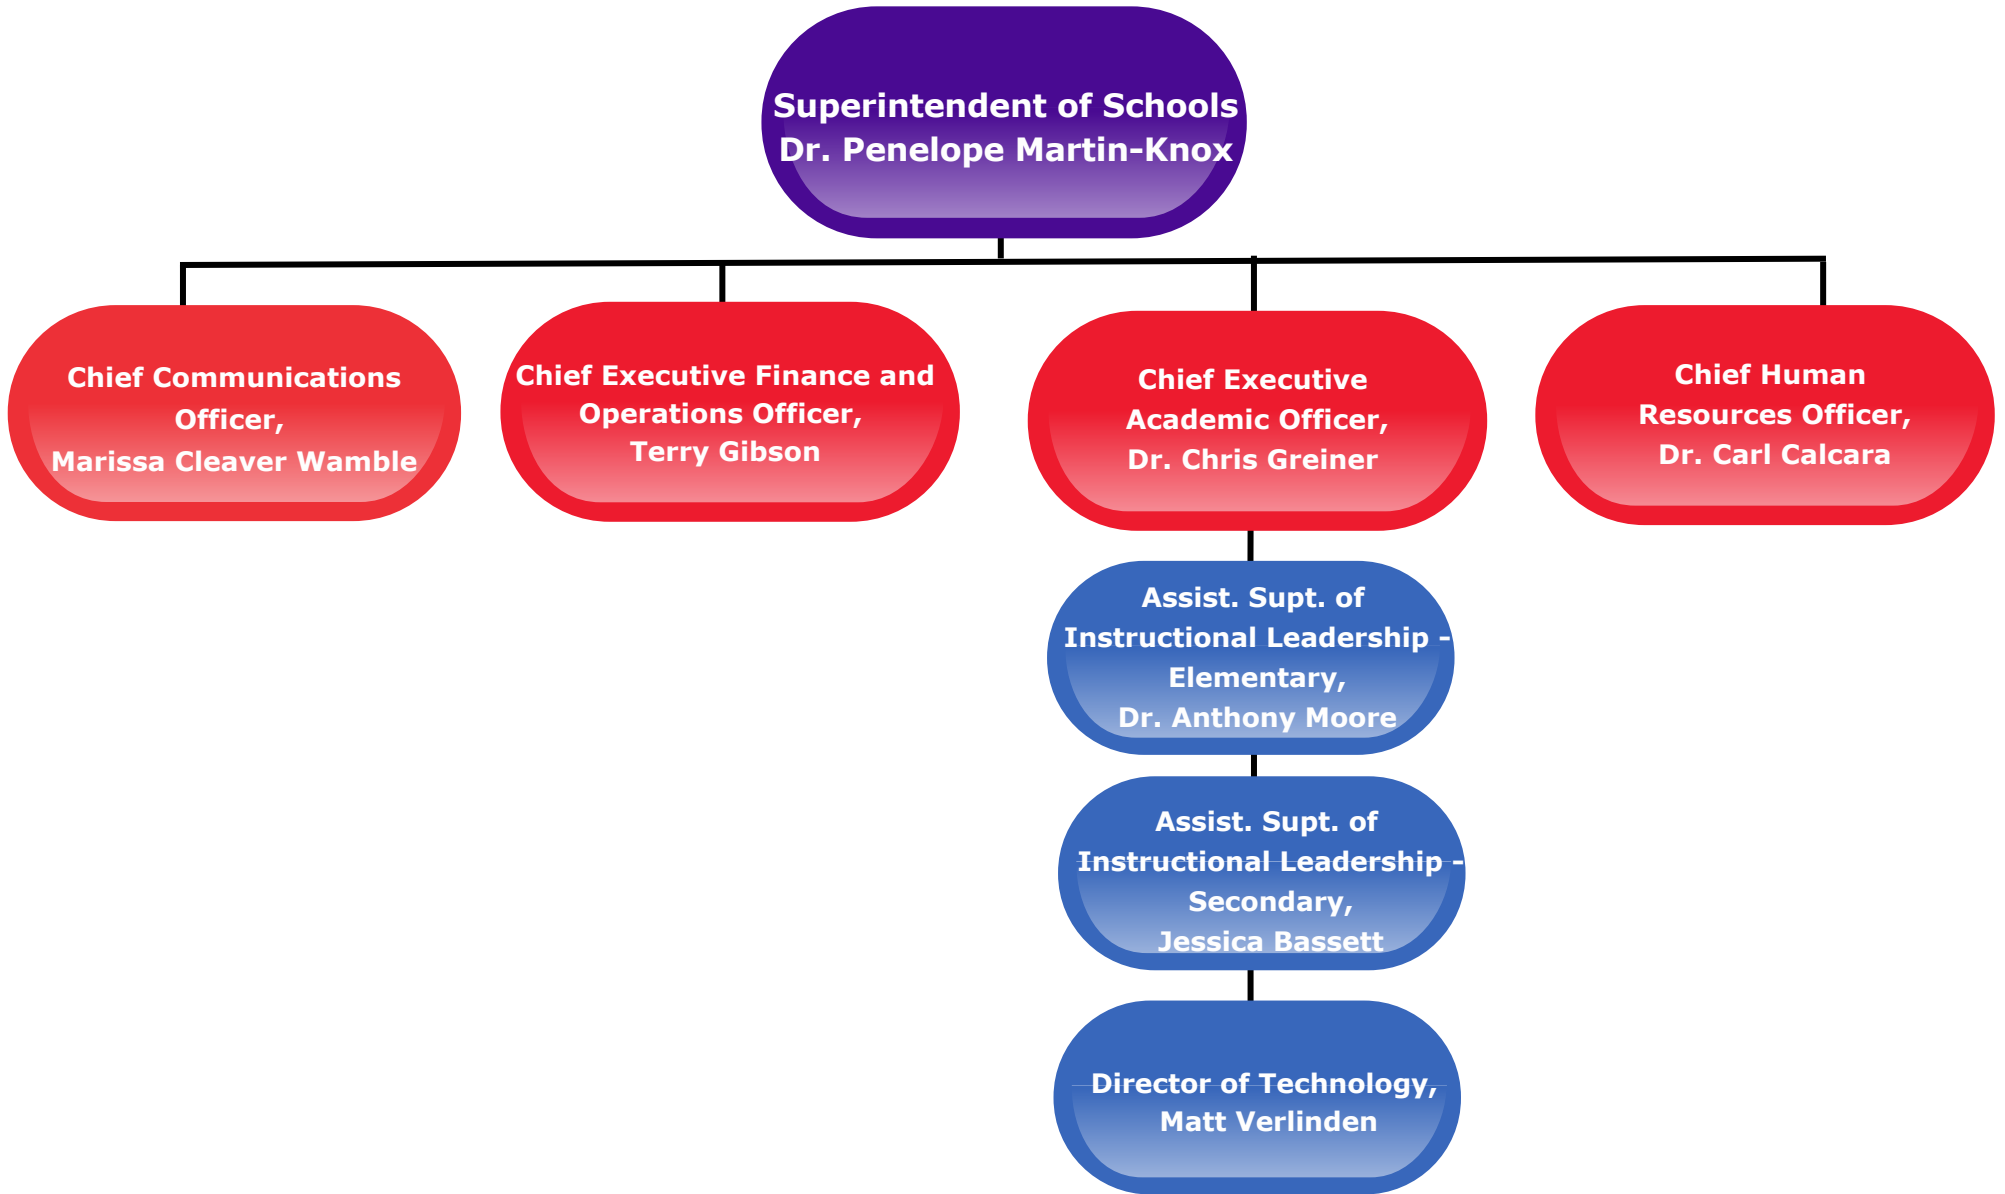 Superintendent of Schools
Dr. Penelope Martin–Knox
Chief Communications
Officer,
Marissa Cleaver Wamble
Chief Executive Finance and
Operations Officer,
Terry Gibson
Chief Executive
Academic Officer,
Dr. Chris Greiner
Chief Human
Resources Officer,
Dr. Carl Calcara
Assist. Supt. of
Instructional Leadership -
Elementary,
Dr. Anthony Moore
Assist. Supt. of
Instructional Leadership -
Secondary,
Jessica Bassett
Director of Technology,
Matt Verlinden